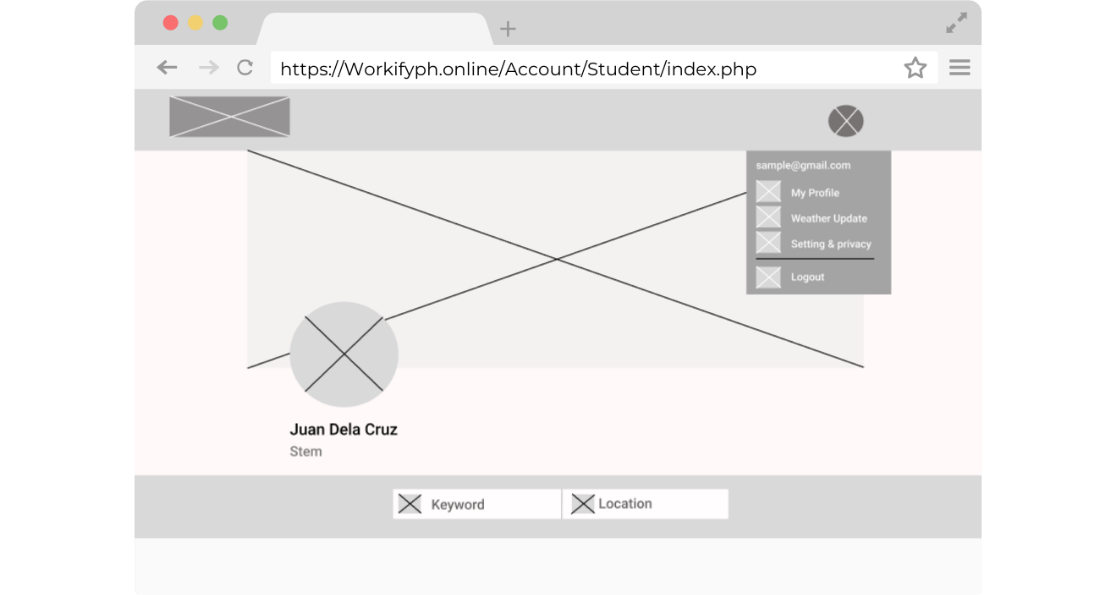 https://Workifyph.online/Account/Student/index.php
sample@gmail.com
My Profile
Weather Update
Setting & privacy
Logout
Juan Dela Cruz
Stem
Keyword
Location